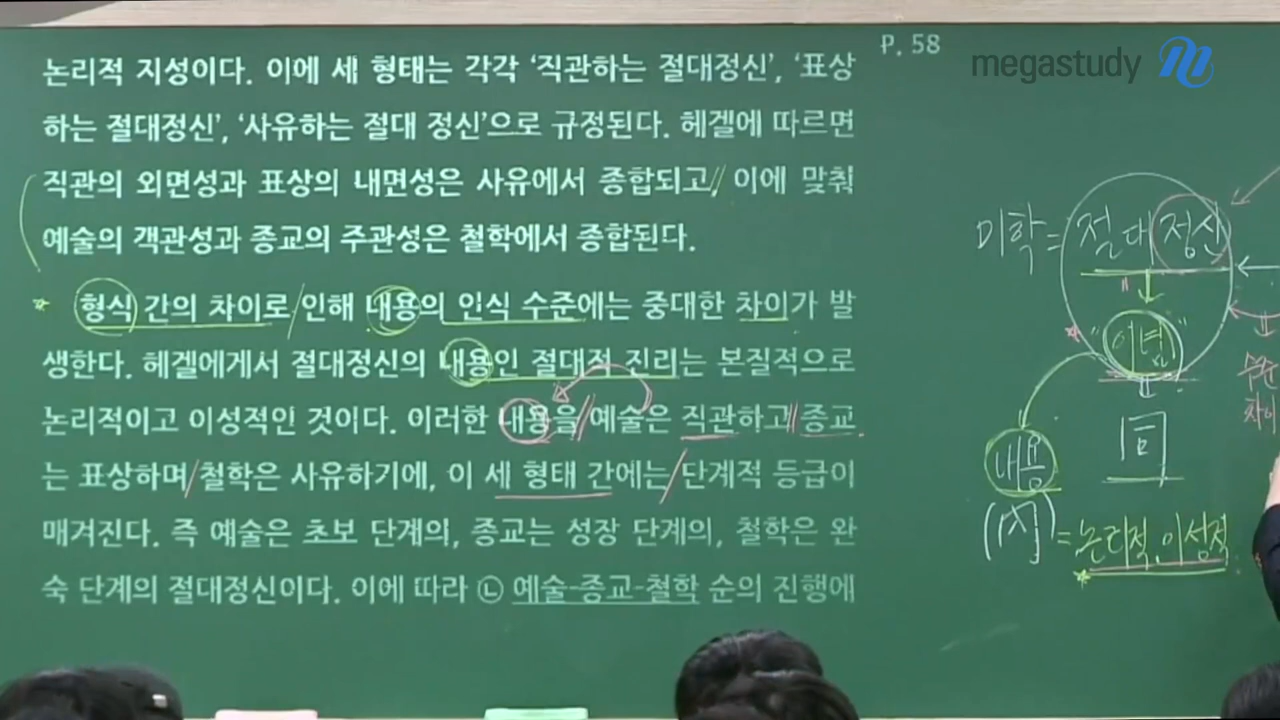 P. 58
megastudy
논리적 지성이다. 이에 세 형태는 각각 ‘직관하는 절대정신’, ‘표상
하는 절대정신’, ‘사유하는 절대 정신’으로 규정된다. 헤겔에 따르면
직관의 외면성과 표상의 내면성은 사유에서 종합되고, 이에 맞춰
예술의 객관성과 종교의 주관성은 철학에서 종합된다.
형식 간의 차이로 인해 내용의 인식 수준에는 중대한 차이가 발
생한다. 헤겔에게서 절대정신의 내용인 절대적 진리는 본질적으로
논리적이고 이성적인 것이다. 이러한 내용을 예술은 직관하고 종교
는 표상하며 철학은 사유하기에, 이 세 형태 간에는 단계적 등급이
매겨진다. 즉 예술은 초보 단계의, 종교는 성장 단계의, 철학은 완
숙 단계의 절대정신이다. 이에 따라 ㉡ 예술-종교-철학 순의 진행에
미학 = 절대정신
"이념"
수준
차이
내용
同
(内) = 논리적, 이성적